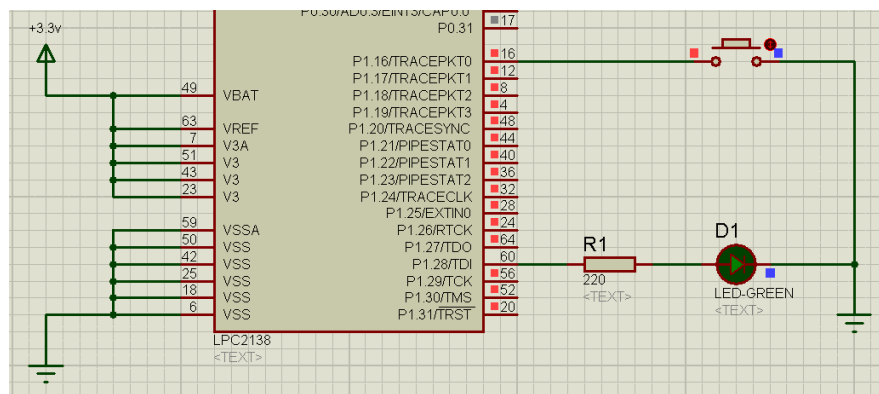 P0.30/AD0.3/EINT3/CAP0.0
P0.31
17
+3.3v
P1.16/TRACEPKT0
16
P1.17/TRACEPKT1
12
49
VBAT
P1.18/TRACEPKT2
8
P1.19/TRACEPKT3
4
63
VREF
P1.20/TRACESYNC
48
7
V3A
P1.21/PIPESTAT0
44
51
V3
P1.22/PIPESTAT1
40
43
V3
P1.23/PIPESTAT2
36
23
V3
P1.24/TRACECLK
32
P1.25/EXTIN0
28
59
VSSA
P1.26/RTCK
24
50
VSS
P1.27/TDO
64
42
VSS
P1.28/TDI
60
25
VSS
P1.29/TCK
56
18
VSS
P1.30/TMS
52
6
VSS
P1.31/TRST
20
R1
220
<TEXT>
D1
LED-GREEN
<TEXT>
LPC2138
<TEXT>